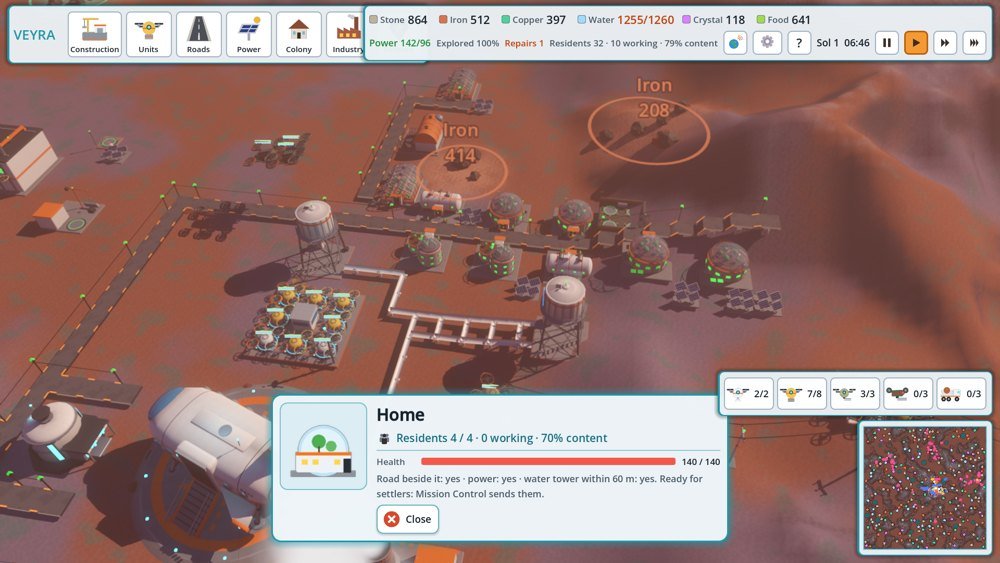 VEYRA
Construction
Units
Roads
Power
Colony
Industry
Stone 864
Iron 512
Copper 397
Water 1255/1260
Crystal 118
Food 641
Power 142/96
Explored 100%
Repairs 1
Residents 32 · 10 working · 79% content
?
Sol 1 06:46
Iron
208
Iron
414
Home
Residents 4 / 4 · 0 working · 70% content
Health
140 / 140
Road beside it: yes · power: yes · water tower within 60 m: yes. Ready for
settlers: Mission Control sends them.
Close
2/2
7/8
3/3
0/3
0/3